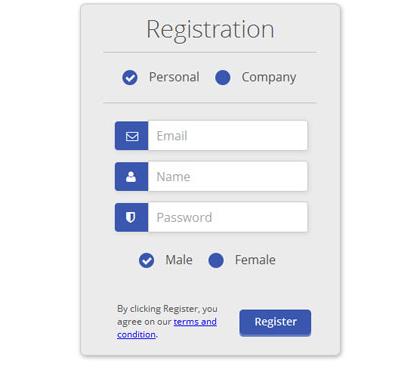 Registration
Personal Company
Email
Name
Password
Male Female
By clicking Register, you
agree on our terms and
condition.
Register